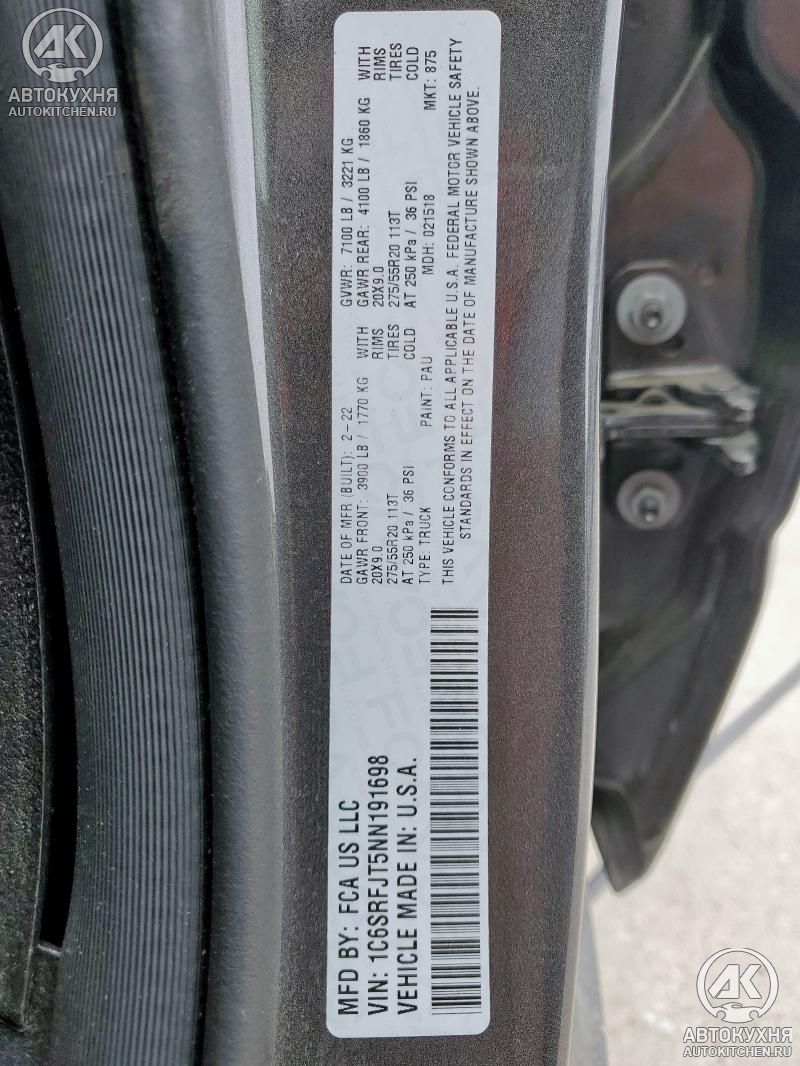 AK
АВТОКУХНЯ
AUTOKITCHEN.RU
MFD BY: FCA US LLC
VIN: 1C6SRFJT5NN191698
VEHICLE MADE IN: U.S.A.
DATE OF MFR (BUILT): 2-22 GVWR: 7100 LB / 3221 KG
GAWR FRONT: 3900 LB / 1770 KG WITH GAWR REAR: 4100 LB / 1860 KG WITH
20X9.0 RIMS 20X9.0 RIMS
275/55R20 113T TIRES 275/55R20 113T TIRES
AT 250 kPa / 36 PSI COLD AT 250 kPa / 36 PSI COLD
TYPE: TRUCK PAINT: PAU MDH: 021518 MKT: 875
THIS VEHICLE CONFORMS TO ALL APPLICABLE U.S.A. FEDERAL MOTOR VEHICLE SAFETY
STANDARDS IN EFFECT ON THE DATE OF MANUFACTURE SHOWN ABOVE.
AK
АВТОКУХНЯ
AUTOKITCHEN.RU